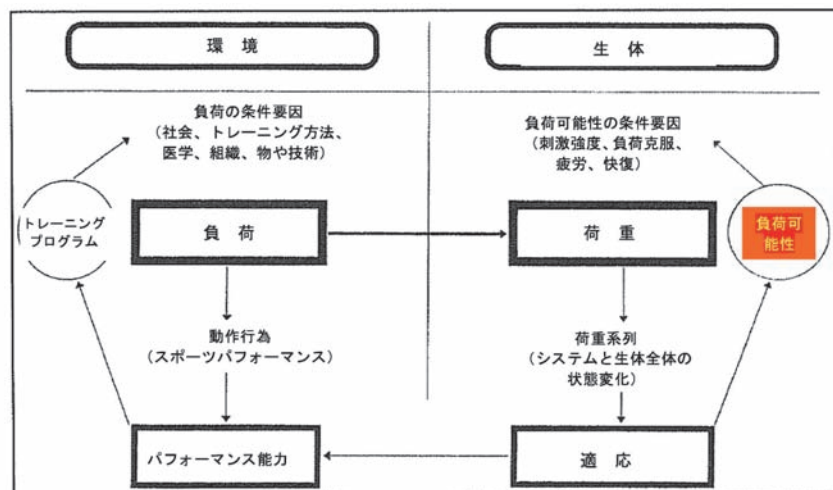 環境
生体
負荷の条件要因
（社会、トレーニング方法、
医学、組織、物や技術）
負荷可能性の条件要因
（刺激強度、負荷克服、
疲労、快復）
トレーニング
プログラム
負荷
荷重
負荷可
能性
動作行為
（スポーツパフォーマンス）
荷重系列
（システムと生体全体の
状態変化）
パフォーマンス能力
適応